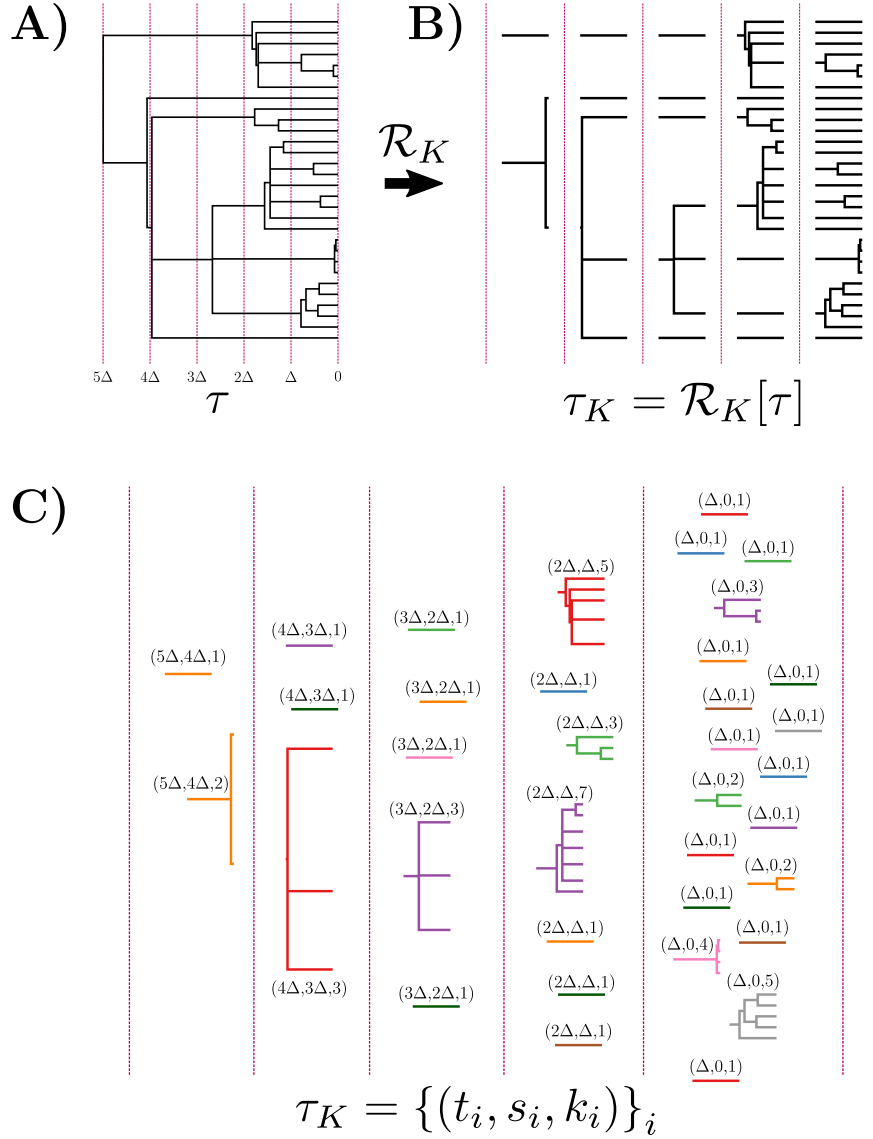 A)
B)
ℛ_K
5Δ 4Δ 3Δ 2Δ Δ 0
τ
τ_K = ℛ_K[τ]
C)
(Δ,0,1)
(Δ,0,1)
(Δ,0,1)
(2Δ,Δ,5)
(Δ,0,3)
(3Δ,2Δ,1)
(4Δ,3Δ,1)
(5Δ,4Δ,1)
(Δ,0,1)
(Δ,0,1)
(2Δ,Δ,1)
(3Δ,2Δ,1)
(4Δ,3Δ,1)
(Δ,0,1)
(Δ,0,1)
(2Δ,Δ,3)
(3Δ,2Δ,1)
(Δ,0,1)
(Δ,0,1)
(5Δ,4Δ,2)
(Δ,0,2)
(2Δ,Δ,7)
(3Δ,2Δ,3)
(Δ,0,1)
(Δ,0,1)
(Δ,0,2)
(Δ,0,1)
(2Δ,Δ,1)
(Δ,0,1)
(Δ,0,4)
(4Δ,3Δ,3)
(3Δ,2Δ,1)
(2Δ,Δ,1)
(Δ,0,5)
(2Δ,Δ,1)
(Δ,0,1)
τ_K = {(t_i, s_i, k_i)}_i